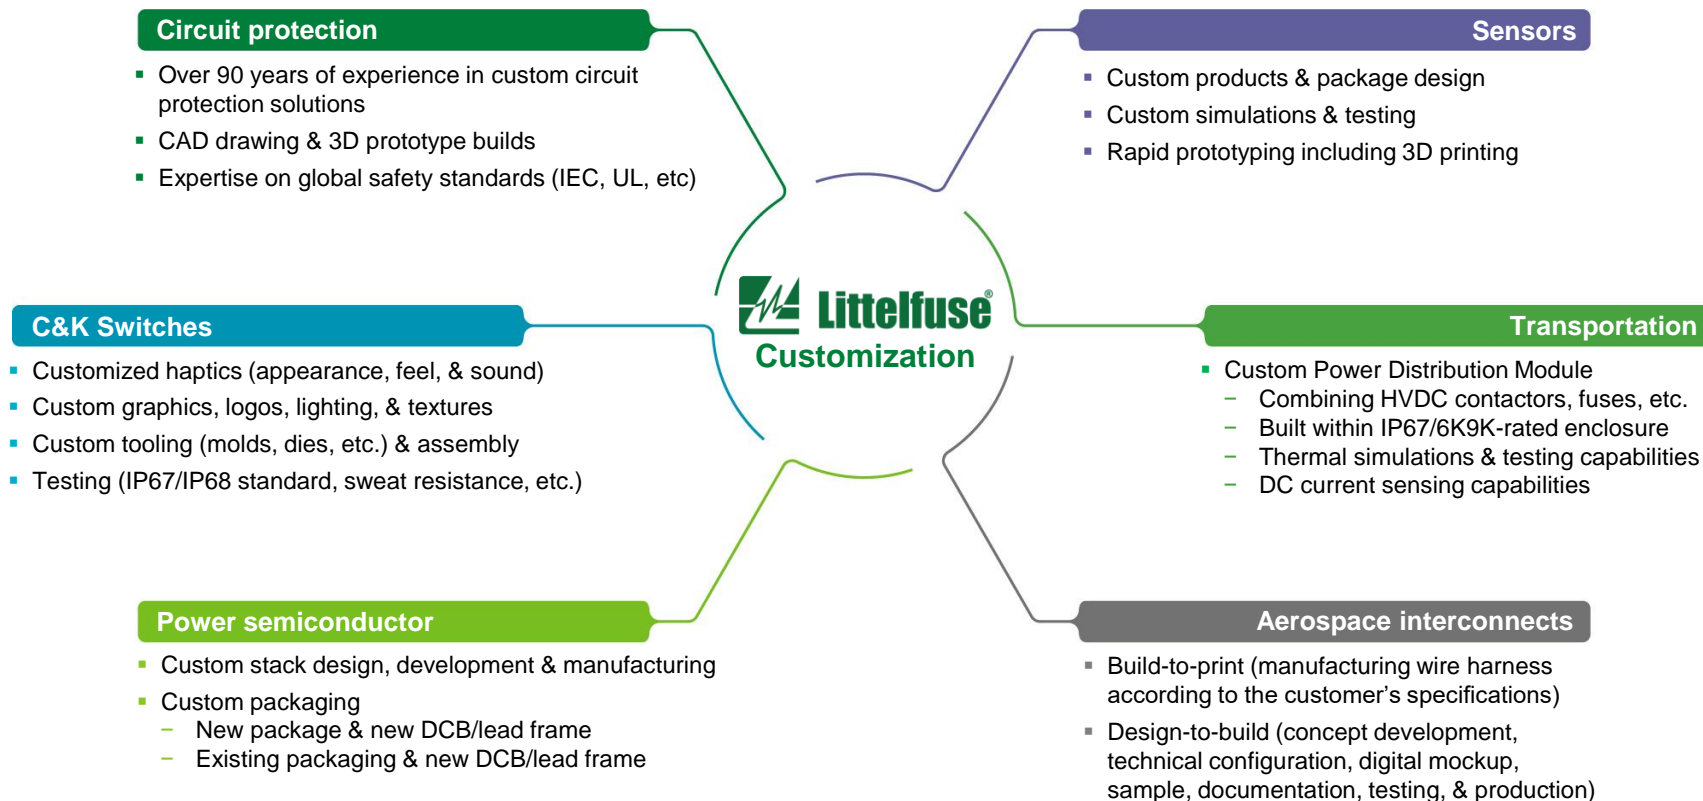 Circuit protection
Over 90 years of experience in custom circuit
protection solutions
CAD drawing & 3D prototype builds
Expertise on global safety standards (IEC, UL, etc)
Sensors
Custom products & package design
Custom simulations & testing
Rapid prototyping including 3D printing
Littelfuse®
Customization
C&K Switches
Customized haptics (appearance, feel, & sound)
Custom graphics, logos, lighting, & textures
Custom tooling (molds, dies, etc.) & assembly
Testing (IP67/IP68 standard, sweat resistance, etc.)
Transportation
Custom Power Distribution Module
Combining HVDC contactors, fuses, etc.
Built within IP67/6K9K-rated enclosure
Thermal simulations & testing capabilities
DC current sensing capabilities
Power semiconductor
Custom stack design, development & manufacturing
Custom packaging
New package & new DCB/lead frame
Existing packaging & new DCB/lead frame
Aerospace interconnects
Build-to-print (manufacturing wire harness
according to the customer’s specifications)
Design-to-build (concept development,
technical configuration, digital mockup,
sample, documentation, testing, & production)